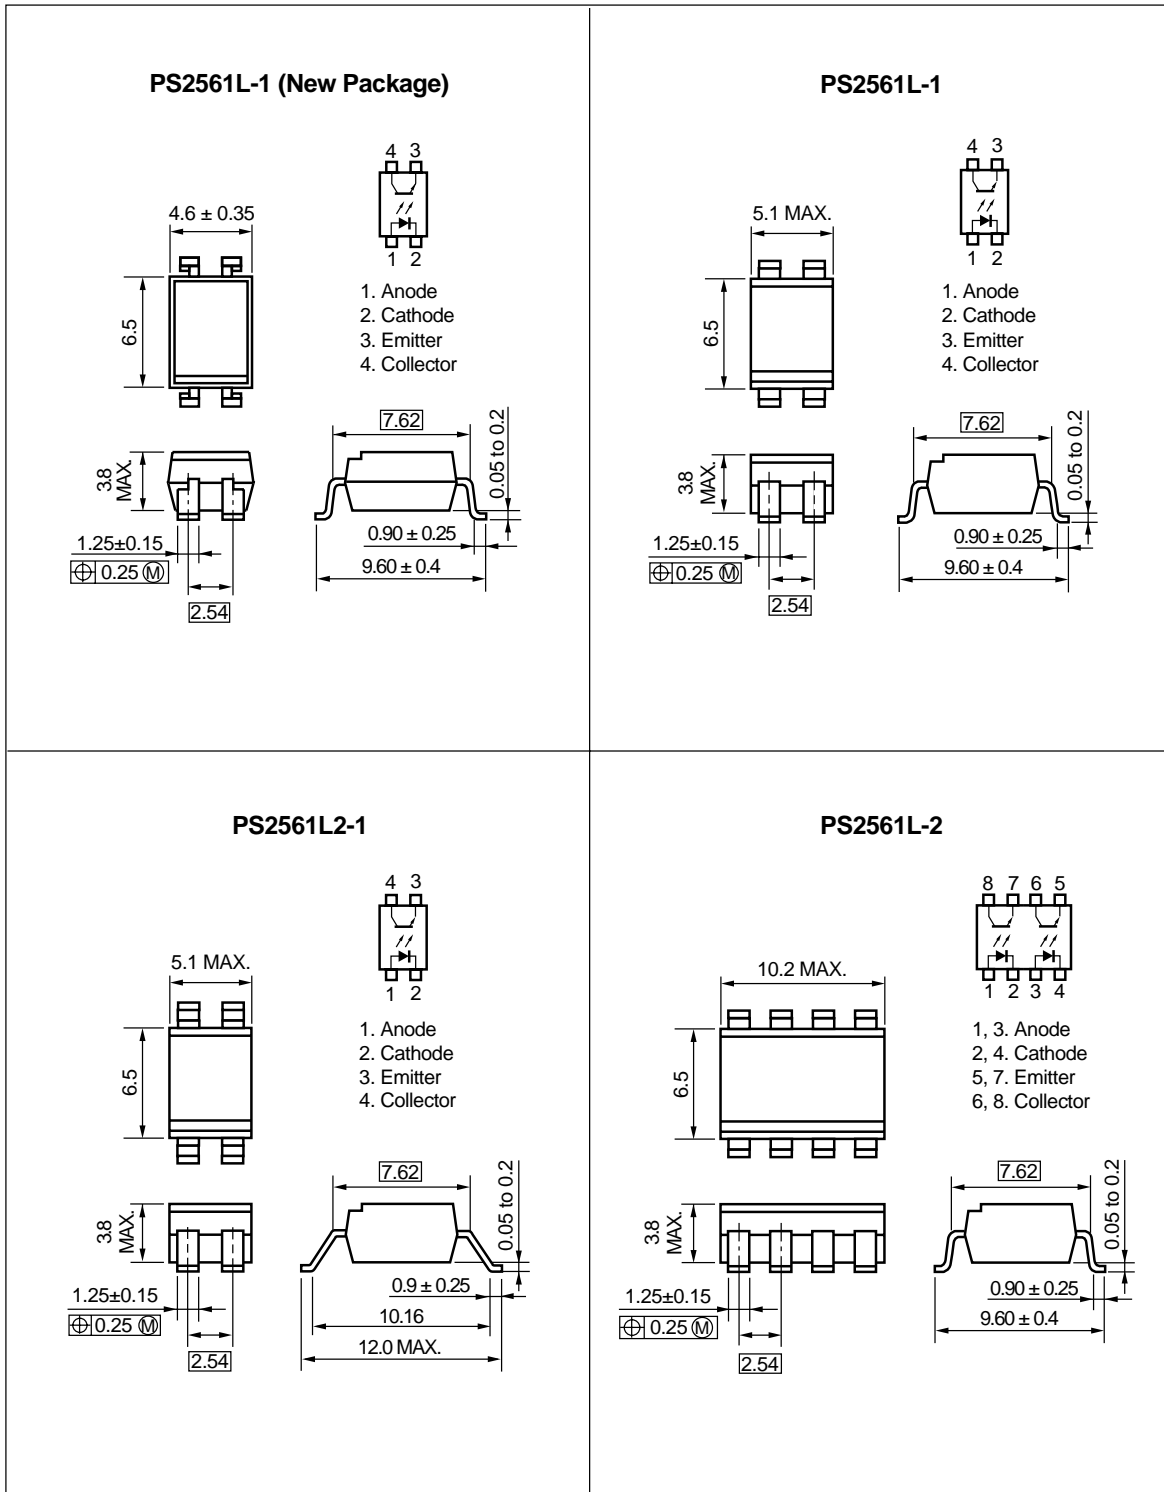 PS2561L-1 (New Package)
4 3
4.6 ± 0.35
1 2
1. Anode
2. Cathode
3. Emitter
4. Collector
6.5
7.62
3.8
MAX.
0.05 to 0.2
0.90 ± 0.25
1.25±0.15
9.60 ± 0.4
0.25 Ⓜ
2.54
PS2561L-1
4 3
5.1 MAX.
1 2
1. Anode
2. Cathode
3. Emitter
4. Collector
6.5
7.62
3.8
MAX.
0.05 to 0.2
0.90 ± 0.25
1.25±0.15
9.60 ± 0.4
0.25 Ⓜ
2.54
PS2561L2-1
4 3
5.1 MAX.
1 2
1. Anode
2. Cathode
3. Emitter
4. Collector
6.5
7.62
3.8
MAX.
0.05 to 0.2
0.9 ± 0.25
1.25±0.15
10.16
0.25 Ⓜ
12.0 MAX.
2.54
PS2561L-2
8 7 6 5
10.2 MAX.
1 2 3 4
1, 3. Anode
2, 4. Cathode
5, 7. Emitter
6, 8. Collector
6.5
7.62
3.8
MAX.
0.05 to 0.2
0.90 ± 0.25
1.25±0.15
9.60 ± 0.4
0.25 Ⓜ
2.54